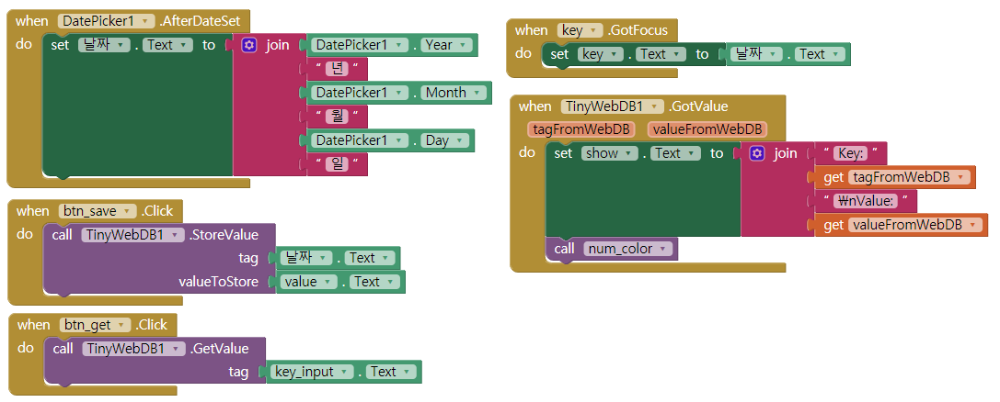 when DatePicker1 .AfterDateSet
do set 날짜 . Text to join DatePicker1 . Year
“ 년 ”
DatePicker1 . Month
“ 월 ”
DatePicker1 . Day
“ 일 ”
when btn_save .Click
do call TinyWebDB1 .StoreValue
tag 날짜 . Text
valueToStore value . Text
when btn_get .Click
do call TinyWebDB1 .GetValue
tag key_input . Text
when key .GotFocus
do set key . Text to 날짜 . Text
when TinyWebDB1 .GotValue
tagFromWebDB valueFromWebDB
do set show . Text to join “ Key: ”
get tagFromWebDB
“ ₩nValue: ”
get valueFromWebDB
call num_color